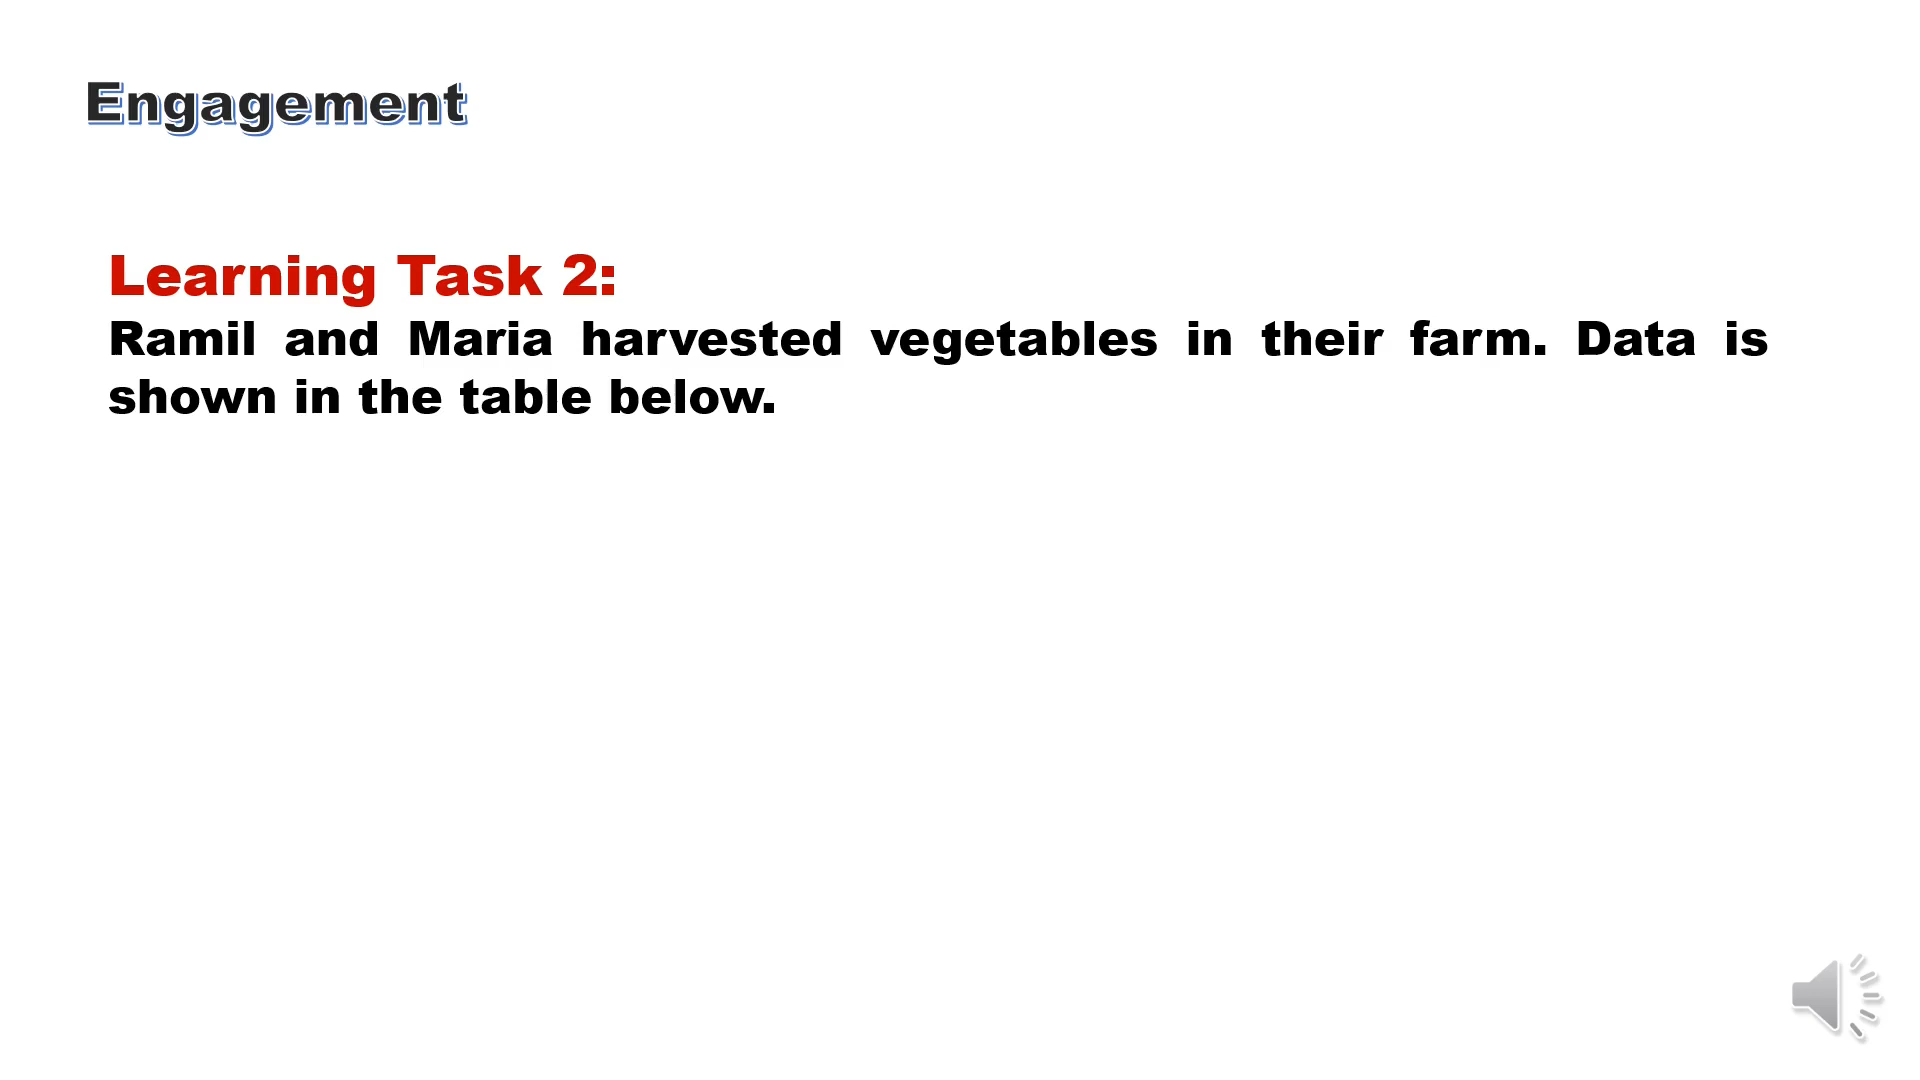 Engagement
Learning Task 2:
Ramil and Maria harvested vegetables in their farm. Data is
shown in the table below.